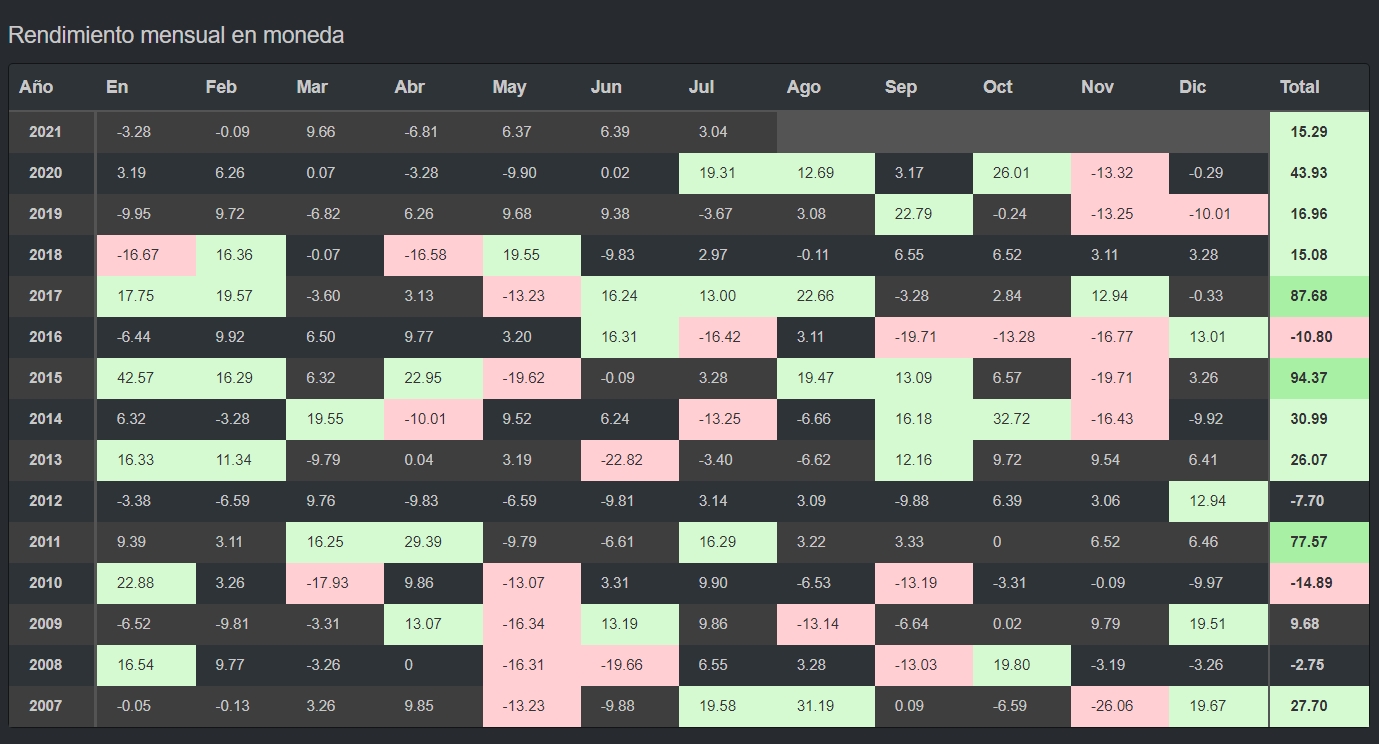 Rendimiento mensual en moneda
Año En Feb Mar Abr May Jun Jul Ago Sep Oct Nov Dic Total
2021 -3.28 -0.09 9.66 -6.81 6.37 6.39 3.04 15.29
2020 3.19 6.26 0.07 -3.28 -9.90 0.02 19.31 12.69 3.17 26.01 -13.32 -0.29 43.93
2019 -9.95 9.72 -6.82 6.26 9.68 9.38 -3.67 3.08 22.79 -0.24 -13.25 -10.01 16.96
2018 -16.67 16.36 -0.07 -16.58 19.55 -9.83 2.97 -0.11 6.55 6.52 3.11 3.28 15.08
2017 17.75 19.57 -3.60 3.13 -13.23 16.24 13.00 22.66 -3.28 2.84 12.94 -0.33 87.68
2016 -6.44 9.92 6.50 9.77 3.20 16.31 -16.42 3.11 -19.71 -13.28 -16.77 13.01 -10.80
2015 42.57 16.29 6.32 22.95 -19.62 -0.09 3.28 19.47 13.09 6.57 -19.71 3.26 94.37
2014 6.32 -3.28 19.55 -10.01 9.52 6.24 -13.25 -6.66 16.18 32.72 -16.43 -9.92 30.99
2013 16.33 11.34 -9.79 0.04 3.19 -22.82 -3.40 -6.62 12.16 9.72 9.54 6.41 26.07
2012 -3.38 -6.59 9.76 -9.83 -6.59 -9.81 3.14 3.09 -9.88 6.39 3.06 12.94 -7.70
2011 9.39 3.11 16.25 29.39 -9.79 -6.61 16.29 3.22 3.33 0 6.52 6.46 77.57
2010 22.88 3.26 -17.93 9.86 -13.07 3.31 9.90 -6.53 -13.19 -3.31 -0.09 -9.97 -14.89
2009 -6.52 -9.81 -3.31 13.07 -16.34 13.19 9.86 -13.14 -6.64 0.02 9.79 19.51 9.68
2008 16.54 9.77 -3.26 0 -16.31 -19.66 6.55 3.28 -13.03 19.80 -3.19 -3.26 -2.75
2007 -0.05 -0.13 3.26 9.85 -13.23 -9.88 19.58 31.19 0.09 -6.59 -26.06 19.67 27.70